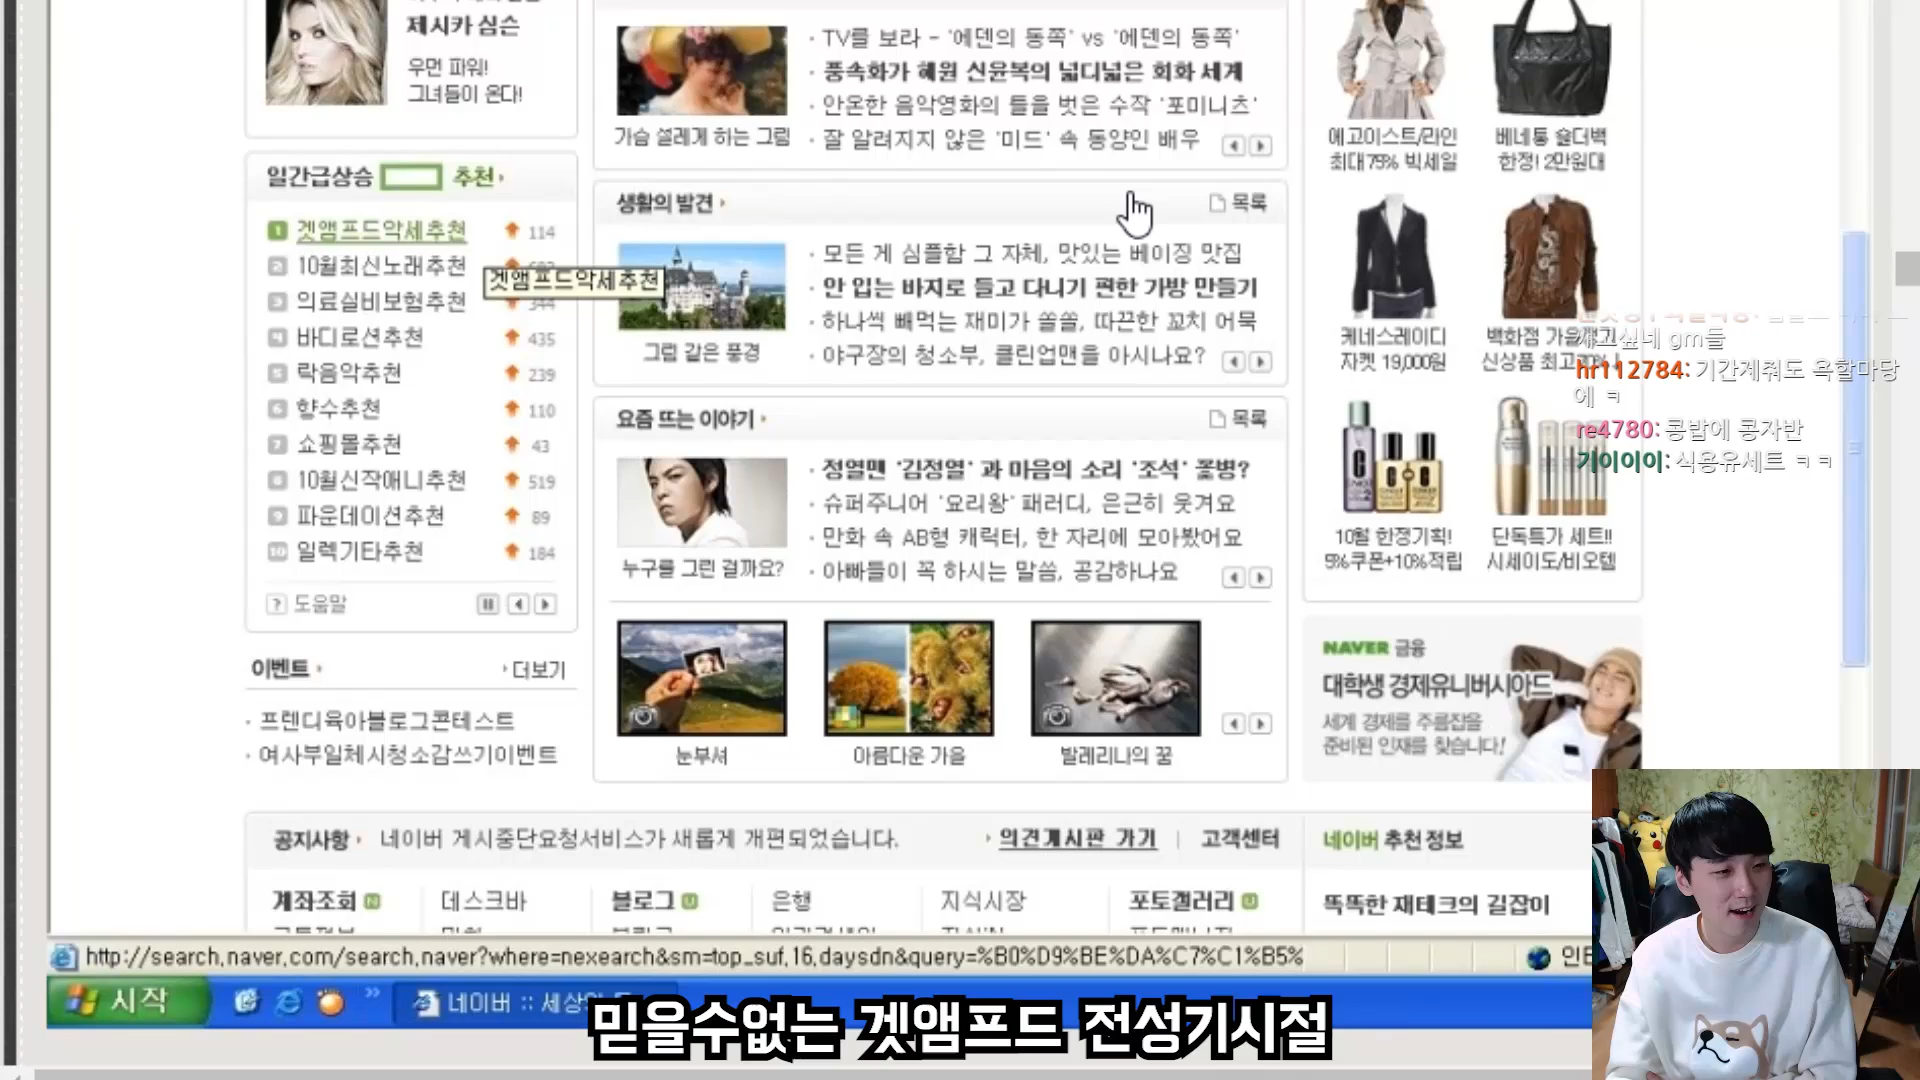 제시카 심슨
우먼 파워!
그녀들이 온다!
일간급상승
추천
1 겟앰프드악세추천 114
2 10월최신노래추천
3 의료실비보험추천 344
4 바디로션추천 435
5 락음악추천 239
6 향수추천 110
7 쇼핑몰추천 43
8 10월신작애니추천 519
9 파운데이션추천 89
10 일렉기타추천 184
겟앰프드악세추천
? 도움말
이벤트
더보기
· 프렌디육아블로그콘테스트
· 여사부일체시청소감쓰기이벤트
가슴 설레게 하는 그림
· TV를 보라 - '에덴의 동쪽' vs '에덴의 동쪽'
· 풍속화가 혜원 신윤복의 넓디넓은 회화 세계
· 안온한 음악영화의 틀을 벗은 수작 '포미니츠'
· 잘 알려지지 않은 '미드' 속 동양인 배우
생활의 발견
목록
그림 같은 풍경
· 모든 게 심플함 그 자체, 맛있는 베이징 맛집
· 안 입는 바지로 들고 다니기 편한 가방 만들기
· 하나씩 빼먹는 재미가 쏠쏠, 따끈한 꼬치 어묵
· 야구장의 청소부, 클린업맨을 아시나요?
요즘 뜨는 이야기
목록
누구를 그린 걸까요?
· 정열맨 '김정열' 과 마음의 소리 '조석' 꽃병?
· 슈퍼주니어 '요리왕' 패러디, 은근히 웃겨요
· 만화 속 AB형 캐릭터, 한 자리에 모아봤어요
· 아빠들이 꼭 하시는 말씀, 공감하나요
눈부셔
아름다운 가을
발레리나의 꿈
에고이스트/라인
최대75% 빅세일
베네통 숄더백
한정! 2만원대
케네스레이디
자켓 19,000원
백화점
신상품 최고
10월 한정기획!
5%쿠폰+10%적립
단독특가 세트!!
시세이도/비오템
싶네 gm들
hr112784: 기간제줘도 욕할마당
에 ㅋ
re4780: 콩밥에 콩자반
기이이이: 식용유세트 ㅋㅋ
NAVER 금융
대학생 경제유니버시아드
세계 경제를 주름잡을
준비된 인재를 찾습니다!
공지사항
네이버 게시중단요청서비스가 새롭게 개편되었습니다.
의견게시판 가기 | 고객센터
네이버 추천 정보
계좌조회 N
데스크바
블로그 U
은행
지식시장
포토갤러리 U
똑똑한 재테크의 길잡이
http://search.naver.com/search.naver?where=nexearch&sm=top_suf.16.daysdn&query=%B0%D9%BE%DA%C7%C1%B5%
시작
네이버 ::
믿을수없는 겟앰프드 전성기시절